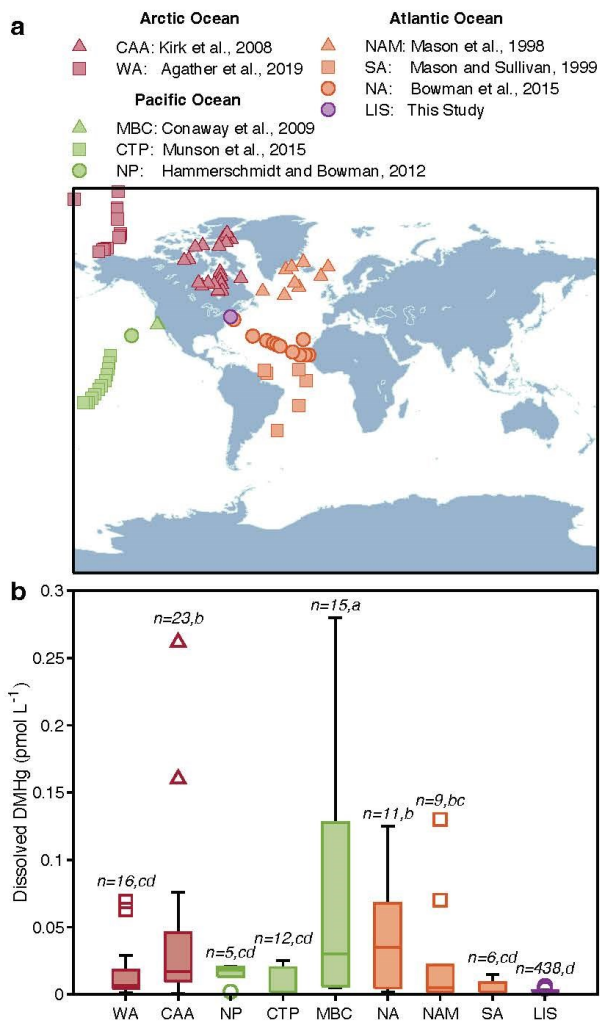 a
Arctic Ocean
CAA: Kirk et al., 2008
WA: Agather et al., 2019
Pacific Ocean
MBC: Conaway et al., 2009
CTP: Munson et al., 2015
NP: Hammerschmidt and Bowman, 2012
Atlantic Ocean
NAM: Mason et al., 1998
SA: Mason and Sullivan, 1999
NA: Bowman et al., 2015
LIS: This Study
b
Dissolved DMHg (pmol L⁻¹)
0.3
0.25
0.2
0.15
0.1
0.05
0
n=16,cd
n=23,b
n=5,cd
n=12,cd
n=15,a
n=11,b
n=9,bc
n=6,cd
n=438,d
WA CAA NP CTP MBC NA NAM SA LIS